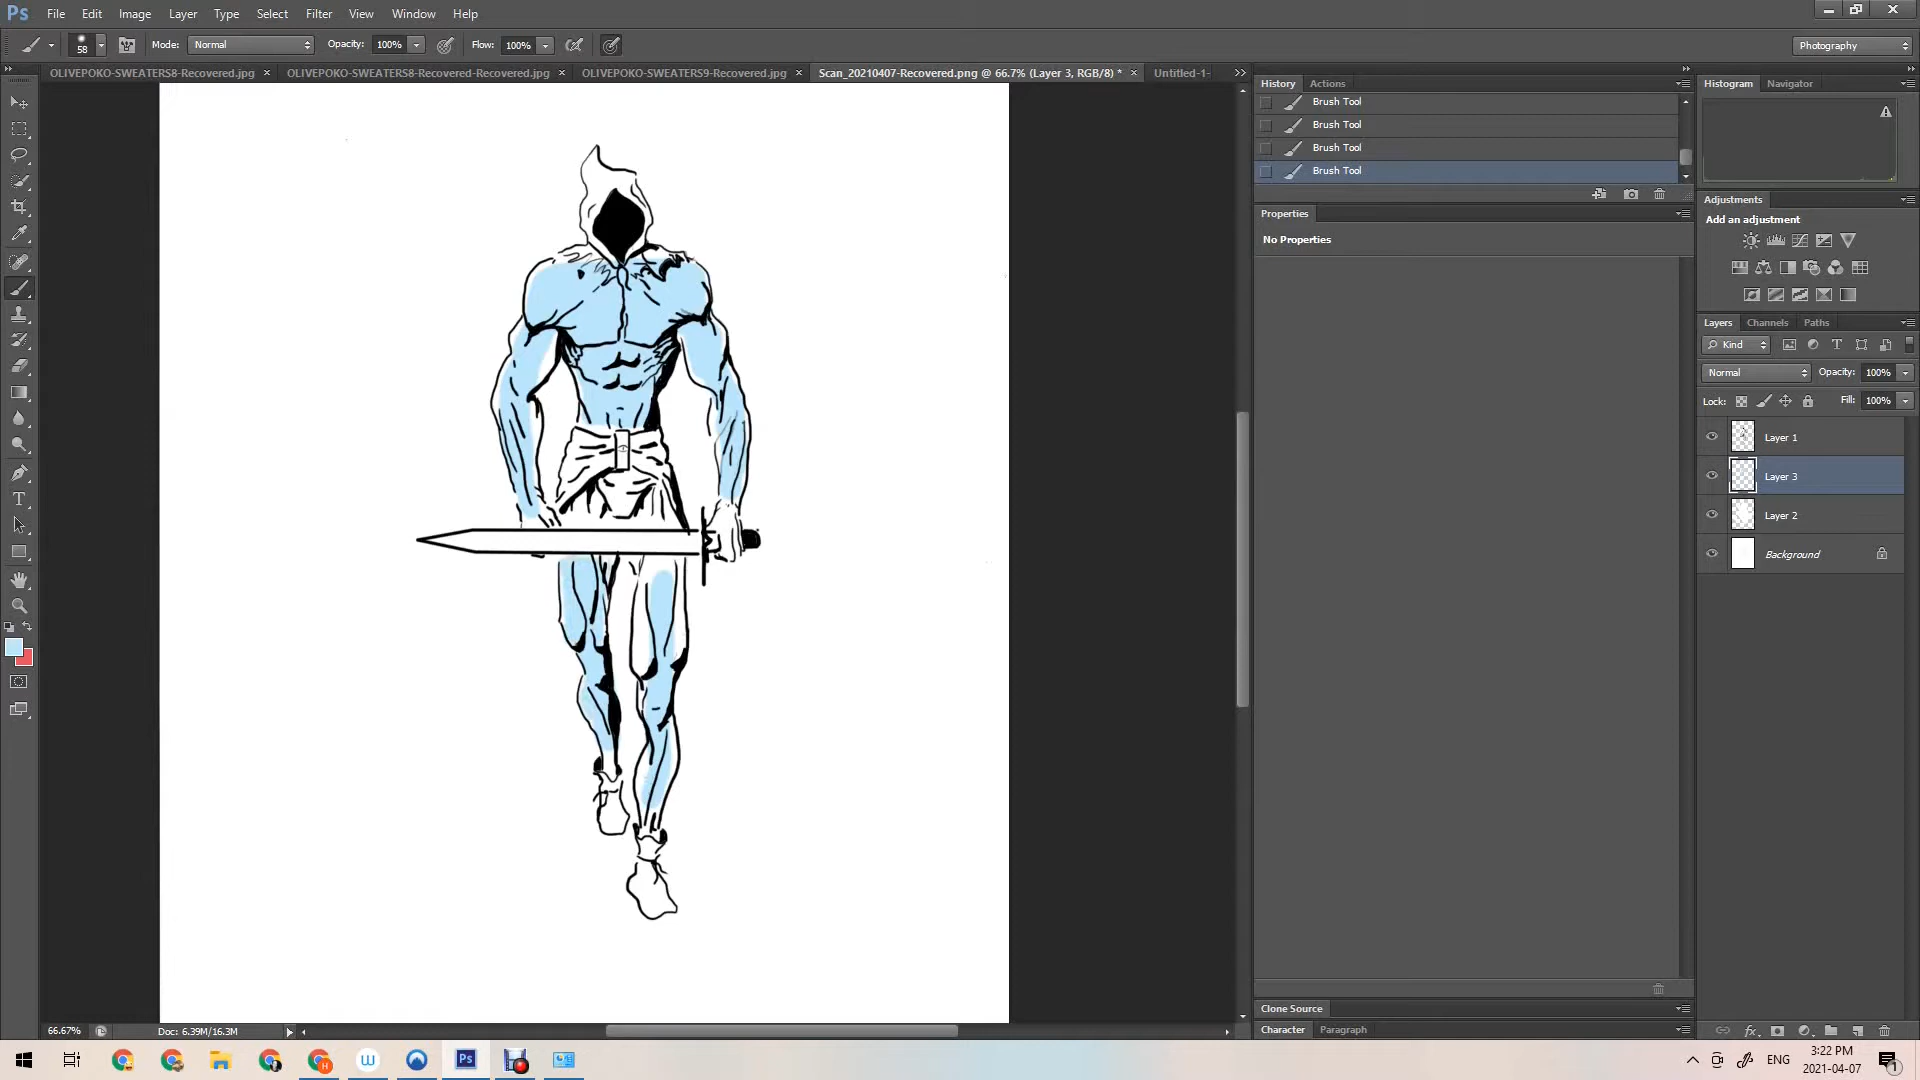 Ps File Edit Image Layer Type Select Filter View Window Help
58 Mode: Normal Opacity: 100% Flow: 100% Photography
OLIVEPOKO-SWEATERS8-Recovered.jpg × OLIVEPOKO-SWEATERS8-Recovered-Recovered.jpg × OLIVEPOKO-SWEATERS9-Recovered.jpg × Scan_20210407-Recovered.png @ 66.7% (Layer 3, RGB/8) * × Untitled-1-
History Actions
Brush Tool
Brush Tool
Brush Tool
Brush Tool
Properties
No Properties
Histogram Navigator
Adjustments
Add an adjustment
Layers Channels Paths
Kind
Normal Opacity: 100%
Lock: Fill: 100%
Layer 1
Layer 3
Layer 2
Background
Clone Source
Character Paragraph
66.67% Doc: 6.39M/16.3M
ENG
3:22 PM
2021-04-07
1